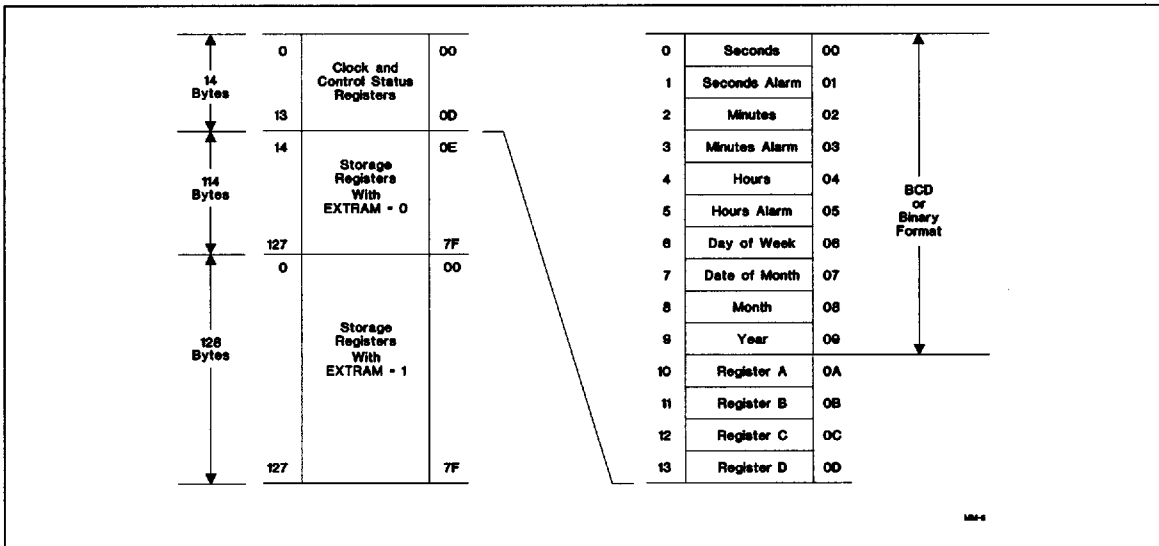 14
Bytes
0
Clock and
Control Status
Registers
13
00
0D
114
Bytes
14
Storage
Registers
With
EXTRAM = 0
127
0E
7F
128
Bytes
0
Storage
Registers
With
EXTRAM = 1
127
00
7F
0 Seconds 00
1 Seconds Alarm 01
2 Minutes 02
3 Minutes Alarm 03
4 Hours 04
5 Hours Alarm 05
6 Day of Week 06
7 Date of Month 07
8 Month 08
9 Year 09
10 Register A 0A
11 Register B 0B
12 Register C 0C
13 Register D 0D
BCD
or
Binary
Format